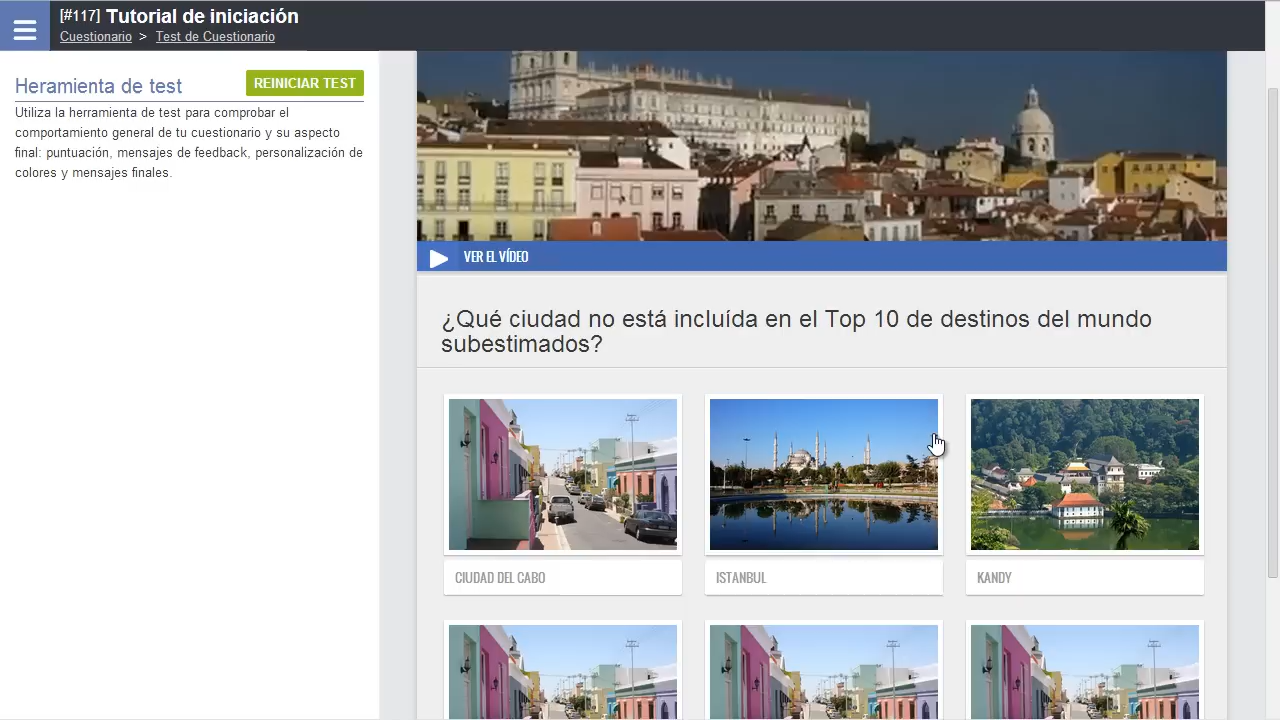 [#117] Tutorial de iniciación
Cuestionario > Test de Cuestionario
Heramienta de test
REINICIAR TEST
Utiliza la herramienta de test para comprobar el
comportamiento general de tu cuestionario y su aspecto
final: puntuación, mensajes de feedback, personalización de
colores y mensajes finales.
VER EL VÍDEO
¿Qué ciudad no está incluída en el Top 10 de destinos del mundo
subestimados?
CIUDAD DEL CABO
ISTANBUL
KANDY